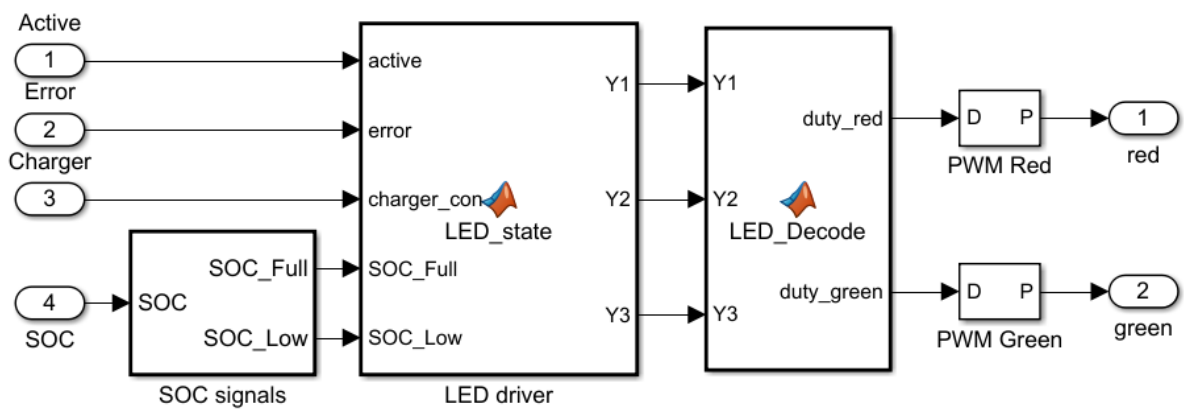 Active
1
Error
2
Charger
3
4
SOC
SOC
SOC_Full
SOC_Low
SOC signals
active
error
charger_con
SOC_Full
SOC_Low
LED_state
Y1
Y2
Y3
LED driver
Y1
Y2
Y3
LED_Decode
duty_red
duty_green
D P
PWM Red
1
red
D P
PWM Green
2
green